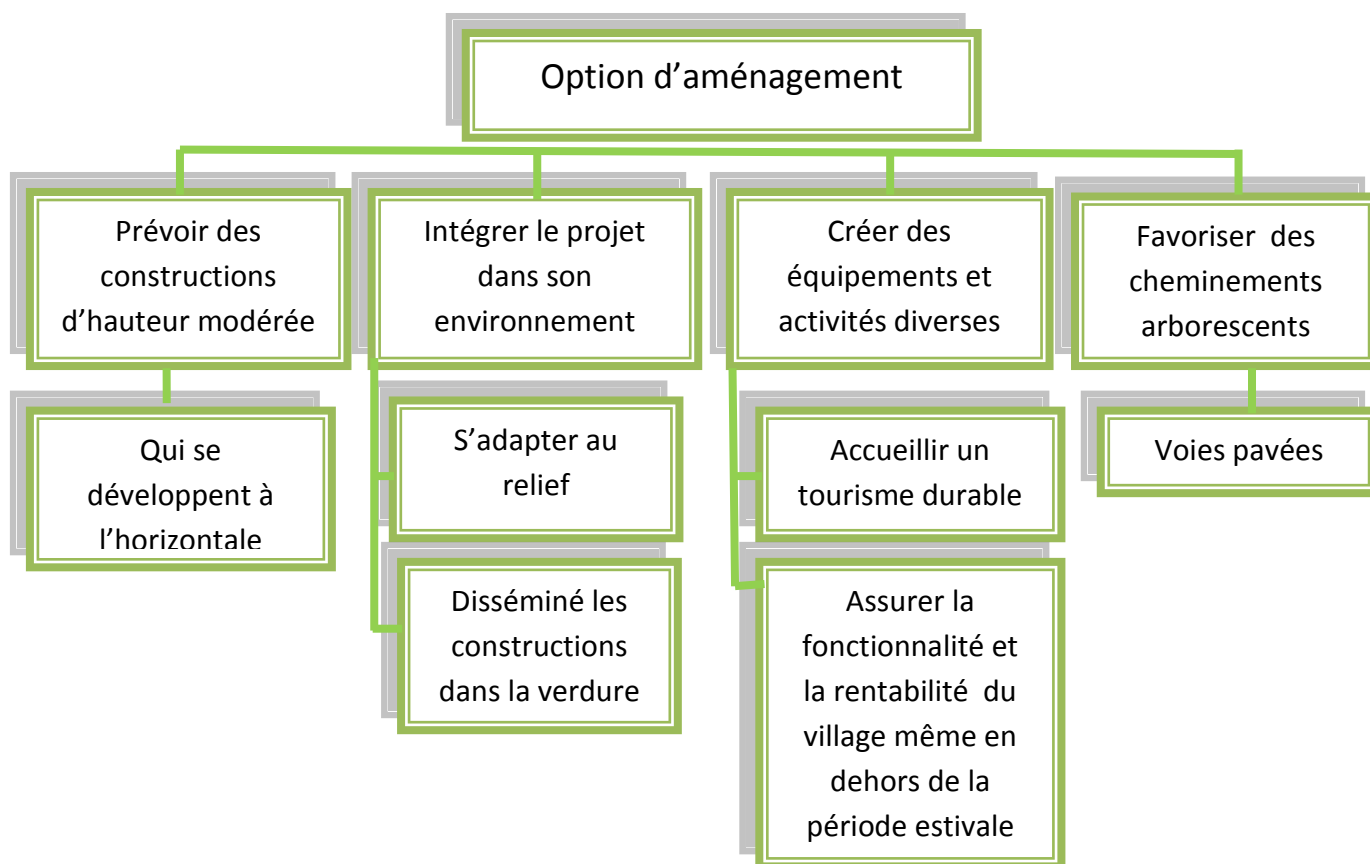 Option d’aménagement
Prévoir des
constructions
d’hauteur modérée
Intégrer le projet
dans son
environnement
Créer des
équipements et
activités diverses
Favoriser  des
cheminements
arborescents
Qui se
développent à
l’horizontale
S’adapter au
relief
Disséminé les
constructions
dans la verdure
Accueillir un
tourisme durable
Assurer la
fonctionnalité et
la rentabilité  du
village même en
dehors de la
période estivale
Voies pavées